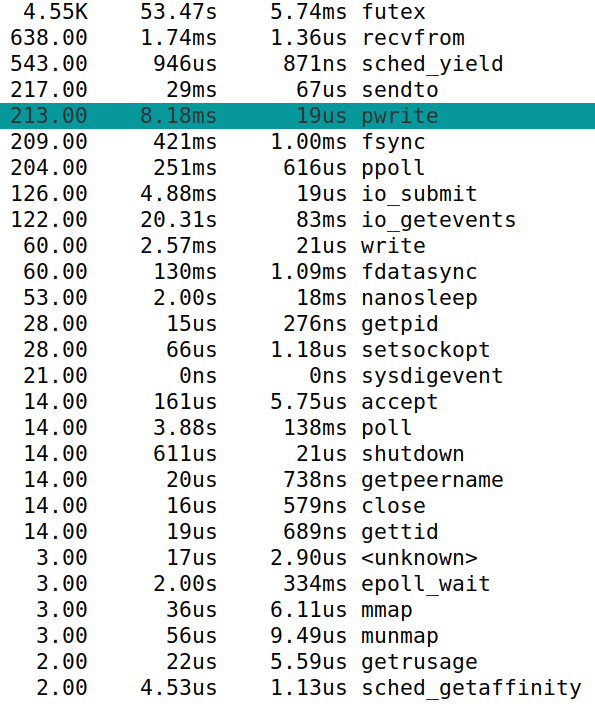 4.55K 53.47s 5.74ms futex
638.00 1.74ms 1.36us recvfrom
543.00 946us 871ns sched_yield
217.00 29ms 67us sendto
213.00 8.18ms 19us pwrite
209.00 421ms 1.00ms fsync
204.00 251ms 616us ppoll
126.00 4.88ms 19us io_submit
122.00 20.31s 83ms io_getevents
60.00 2.57ms 21us write
60.00 130ms 1.09ms fdatasync
53.00 2.00s 18ms nanosleep
28.00 15us 276ns getpid
28.00 66us 1.18us setsockopt
21.00 0ns 0ns sysdigevent
14.00 161us 5.75us accept
14.00 3.88s 138ms poll
14.00 611us 21us shutdown
14.00 20us 738ns getpeername
14.00 16us 579ns close
14.00 19us 689ns gettid
3.00 17us 2.90us <unknown>
3.00 2.00s 334ms epoll_wait
3.00 36us 6.11us mmap
3.00 56us 9.49us munmap
2.00 22us 5.59us getrusage
2.00 4.53us 1.13us sched_getaffinity